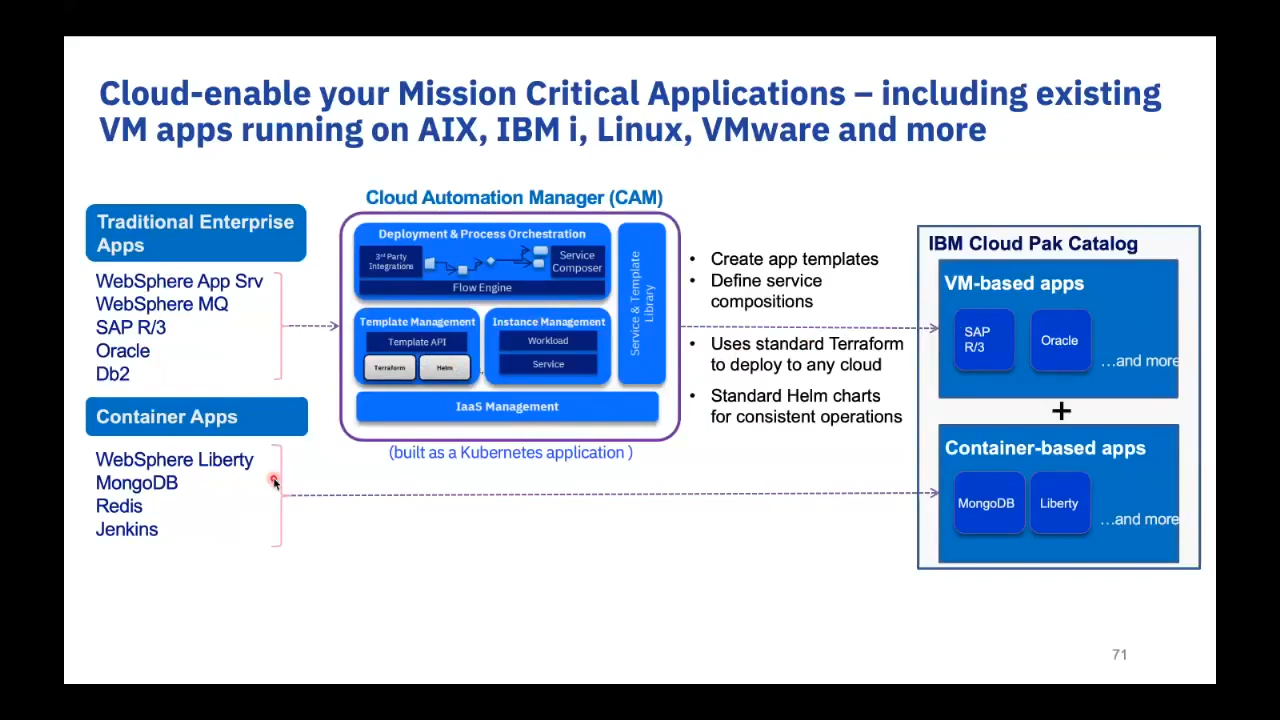 Cloud-enable your Mission Critical Applications – including existing
VM apps running on AIX, IBM i, Linux, VMware and more
Traditional Enterprise
Apps
WebSphere App Srv
WebSphere MQ
SAP R/3
Oracle
Db2
Container Apps
WebSphere Liberty
MongoDB
Redis
Jenkins
Cloud Automation Manager (CAM)
Deployment & Process Orchestration
3rd Party
Integrations
Service
Composer
Flow Engine
Template Management
Template API
Terraform
Helm
Instance Management
Workload
Service
Service & Template
Library
IaaS Management
(built as a Kubernetes application )
• Create app templates
• Define service
compositions
• Uses standard Terraform
to deploy to any cloud
• Standard Helm charts
for consistent operations
IBM Cloud Pak Catalog
VM-based apps
SAP
R/3
Oracle
…and more
+
Container-based apps
MongoDB
Liberty
…and more
71